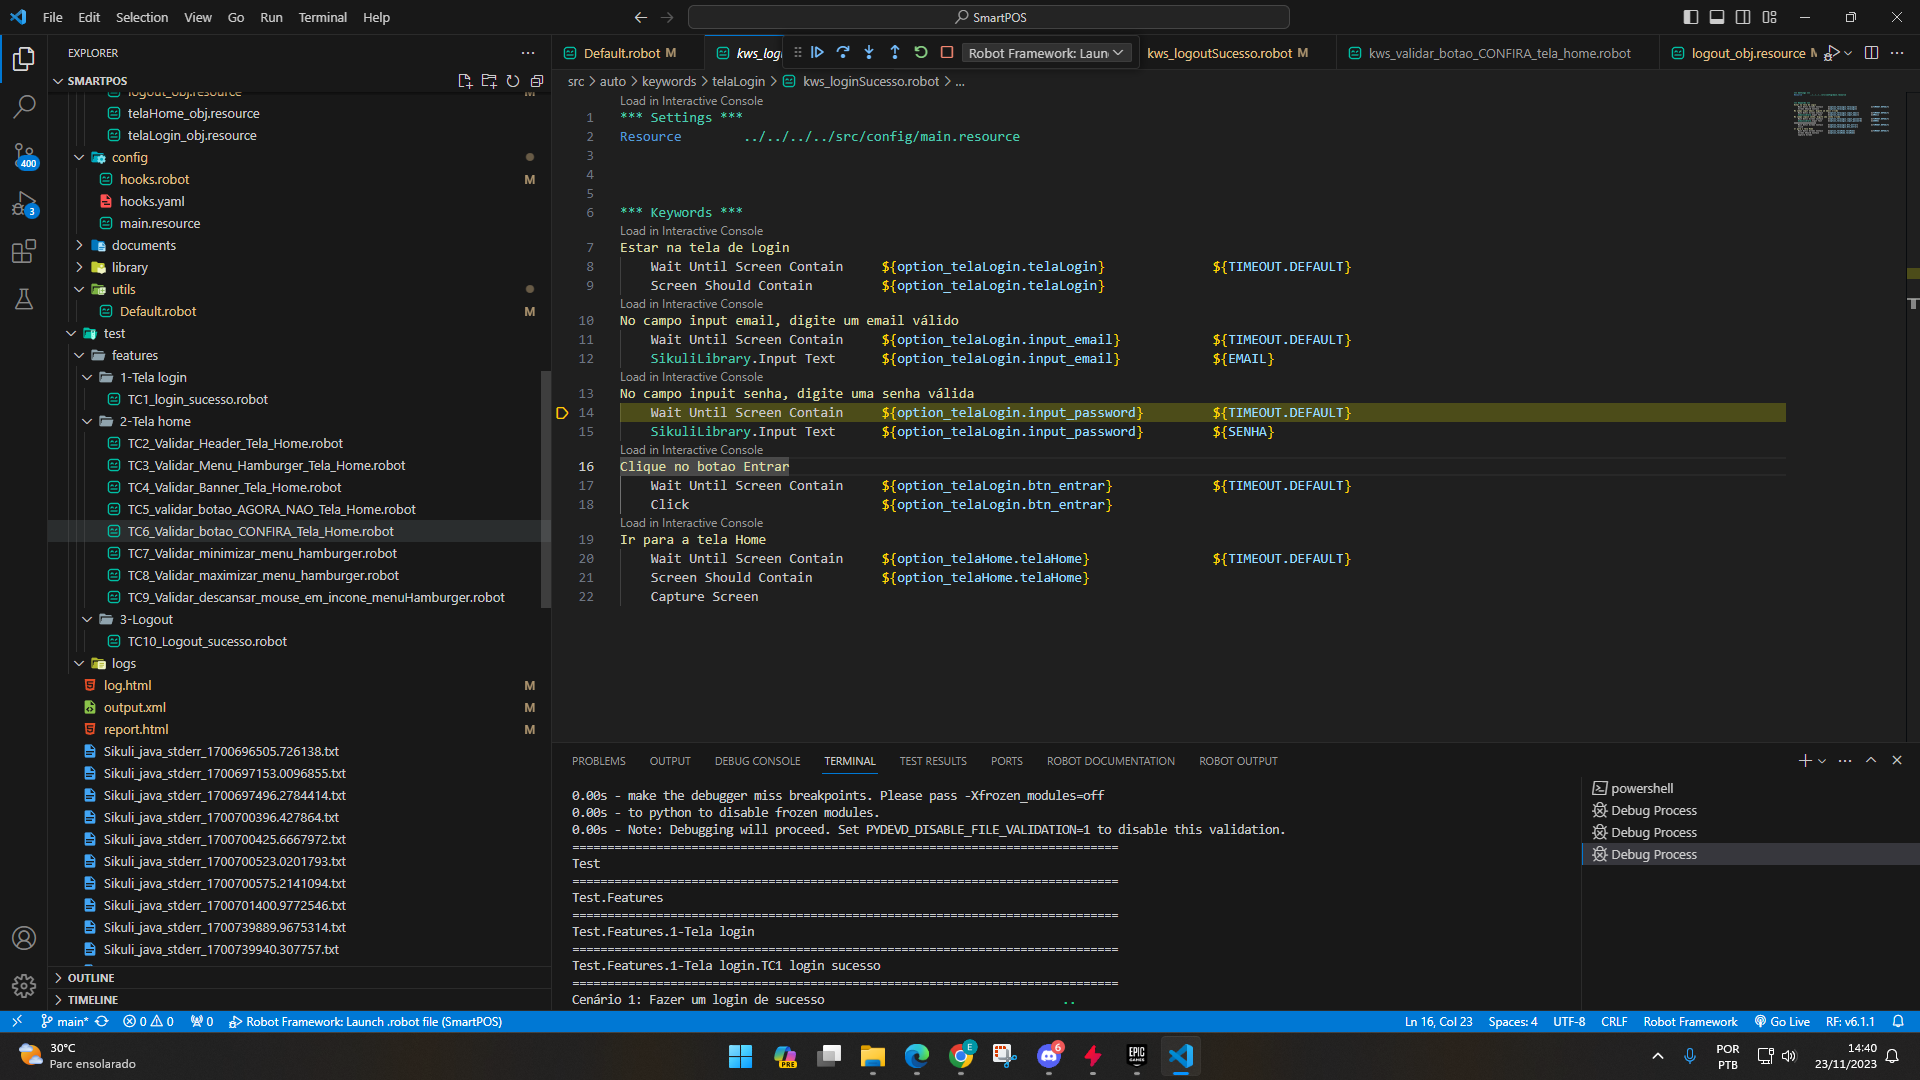 File Edit Selection View Go Run Terminal Help
SmartPOS
EXPLORER
SMARTPOS
logout_obj.resource M
telaHome_obj.resource
telaLogin_obj.resource
config
hooks.robot M
hooks.yaml
main.resource
documents
library
utils
Default.robot M
test
features
1-Tela login
TC1_login_sucesso.robot
2-Tela home
TC2_Validar_Header_Tela_Home.robot
TC3_Validar_Menu_Hamburger_Tela_Home.robot
TC4_Validar_Banner_Tela_Home.robot
TC5_validar_botao_AGORA_NAO_Tela_Home.robot
TC6_Validar_botao_CONFIRA_Tela_Home.robot
TC7_Validar_minimizar_menu_hamburger.robot
TC8_Validar_maximizar_menu_hamburger.robot
TC9_Validar_descansar_mouse_em_incone_menuHamburger.robot
3-Logout
TC10_Logout_sucesso.robot
logs
log.html M
output.xml M
report.html M
Sikuli_java_stderr_1700696505.726138.txt
Sikuli_java_stderr_1700697153.0096855.txt
Sikuli_java_stderr_1700697496.2784414.txt
Sikuli_java_stderr_1700700396.427864.txt
Sikuli_java_stderr_1700700425.6667972.txt
Sikuli_java_stderr_1700700523.0201793.txt
Sikuli_java_stderr_1700700575.2141094.txt
Sikuli_java_stderr_1700701400.9772546.txt
Sikuli_java_stderr_1700739889.9675314.txt
Sikuli_java_stderr_1700739940.307757.txt
OUTLINE
TIMELINE
400
3
Default.robot M
kws_log
Robot Framework: Laun
kws_logoutSucesso.robot M
kws_validar_botao_CONFIRA_tela_home.robot
logout_obj.resource M
src > auto > keywords > telaLogin > kws_loginSucesso.robot > ...
Load in Interactive Console
1 *** Settings ***
2 Resource ../../../../src/config/main.resource
3
4
5
6 *** Keywords ***
Load in Interactive Console
7 Estar na tela de Login
8 Wait Until Screen Contain ${option_telaLogin.telaLogin} ${TIMEOUT.DEFAULT}
9 Screen Should Contain ${option_telaLogin.telaLogin}
Load in Interactive Console
10 No campo input email, digite um email válido
11 Wait Until Screen Contain ${option_telaLogin.input_email} ${TIMEOUT.DEFAULT}
12 SikuliLibrary.Input Text ${option_telaLogin.input_email} ${EMAIL}
Load in Interactive Console
13 No campo inpuit senha, digite uma senha válida
14 Wait Until Screen Contain ${option_telaLogin.input_password} ${TIMEOUT.DEFAULT}
15 SikuliLibrary.Input Text ${option_telaLogin.input_password} ${SENHA}
Load in Interactive Console
16 Clique no botao Entrar
17 Wait Until Screen Contain ${option_telaLogin.btn_entrar} ${TIMEOUT.DEFAULT}
18 Click ${option_telaLogin.btn_entrar}
Load in Interactive Console
19 Ir para a tela Home
20 Wait Until Screen Contain ${option_telaHome.telaHome} ${TIMEOUT.DEFAULT}
21 Screen Should Contain ${option_telaHome.telaHome}
22 Capture Screen
PROBLEMS OUTPUT DEBUG CONSOLE TERMINAL TEST RESULTS PORTS ROBOT DOCUMENTATION ROBOT OUTPUT
0.00s - make the debugger miss breakpoints. Please pass -Xfrozen_modules=off
0.00s - to python to disable frozen modules.
0.00s - Note: Debugging will proceed. Set PYDEVD_DISABLE_FILE_VALIDATION=1 to disable this validation.
==============================================================================
Test
==============================================================================
Test.Features
==============================================================================
Test.Features.1-Tela login
==============================================================================
Test.Features.1-Tela login.TC1 login sucesso
==============================================================================
Cenário 1: Fazer um login de sucesso ..
powershell
Debug Process
Debug Process
Debug Process
main* 0 0 0 Robot Framework: Launch .robot file (SmartPOS)
Ln 16, Col 23 Spaces: 4 UTF-8 CRLF Robot Framework Go Live RF: v6.1.1
30°C
Parc ensolarado
PRE
E
6
EPIC
GAMES
POR
PTB
14:40
23/11/2023